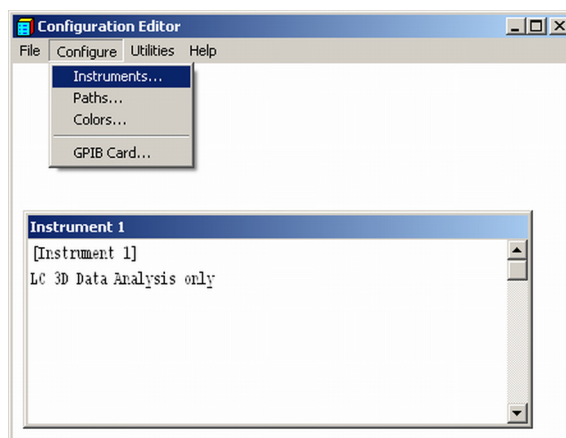 Configuration Editor
File Configure Utilities Help
Instruments...
Paths...
Colors...
GPIB Card...
Instrument 1
[Instrument 1]
LC 3D Data Analysis only